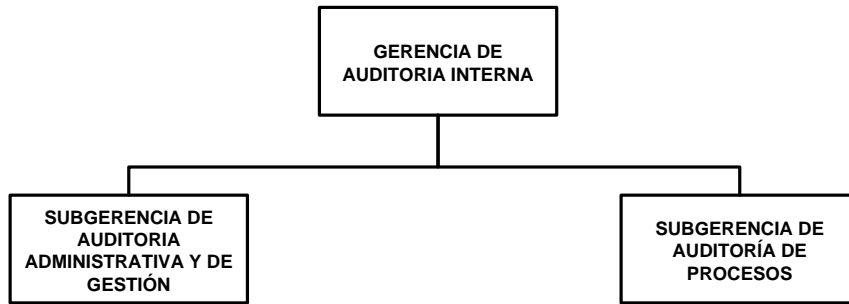 GERENCIA DE
AUDITORIA INTERNA
SUBGERENCIA DE
AUDITORIA
ADMINISTRATIVA Y DE
GESTIÓN
SUBGERENCIA DE
AUDITORÍA DE
PROCESOS